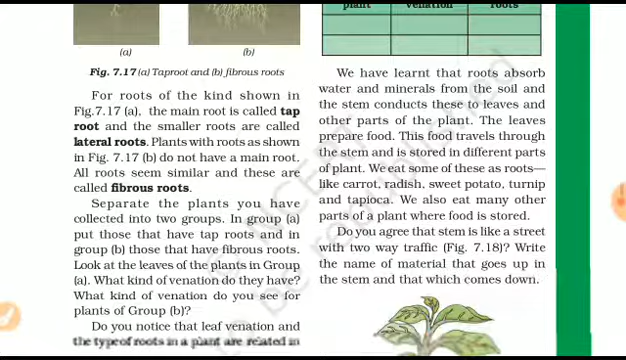 (a)
(b)
Fig. 7.17 (a) Taproot and (b) fibrous roots
For roots of the kind shown in
Fig.7.17 (a), the main root is called tap
root and the smaller roots are called
lateral roots. Plants with roots as shown
in Fig. 7.17 (b) do not have a main root.
All roots seem similar and these are
called fibrous roots.
Separate the plants you have
collected into two groups. In group (a)
put those that have tap roots and in
group (b) those that have fibrous roots.
Look at the leaves of the plants in Group
(a). What kind of venation do they have?
What kind of venation do you see for
plants of Group (b)?
Do you notice that leaf venation and
the type of roots in a plant are related in
plant venation roots
We have learnt that roots absorb
water and minerals from the soil and
the stem conducts these to leaves and
other parts of the plant. The leaves
prepare food. This food travels through
the stem and is stored in different parts
of plant. We eat some of these as roots—
like carrot, radish, sweet potato, turnip
and tapioca. We also eat many other
parts of a plant where food is stored.
Do you agree that stem is like a street
with two way traffic (Fig. 7.18)? Write
the name of material that goes up in
the stem and that which comes down.